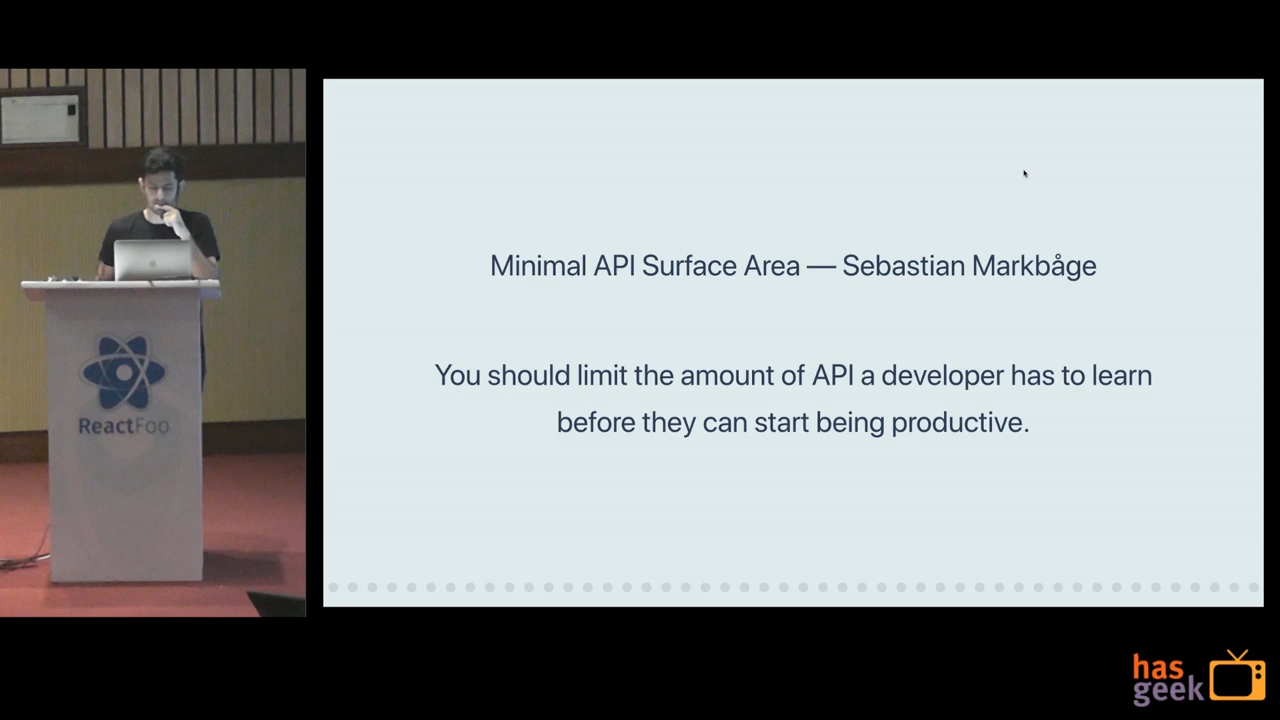 Minimal API Surface Area — Sebastian Markbåge
You should limit the amount of API a developer has to learn
before they can start being productive.
ReactFoo
has
geek